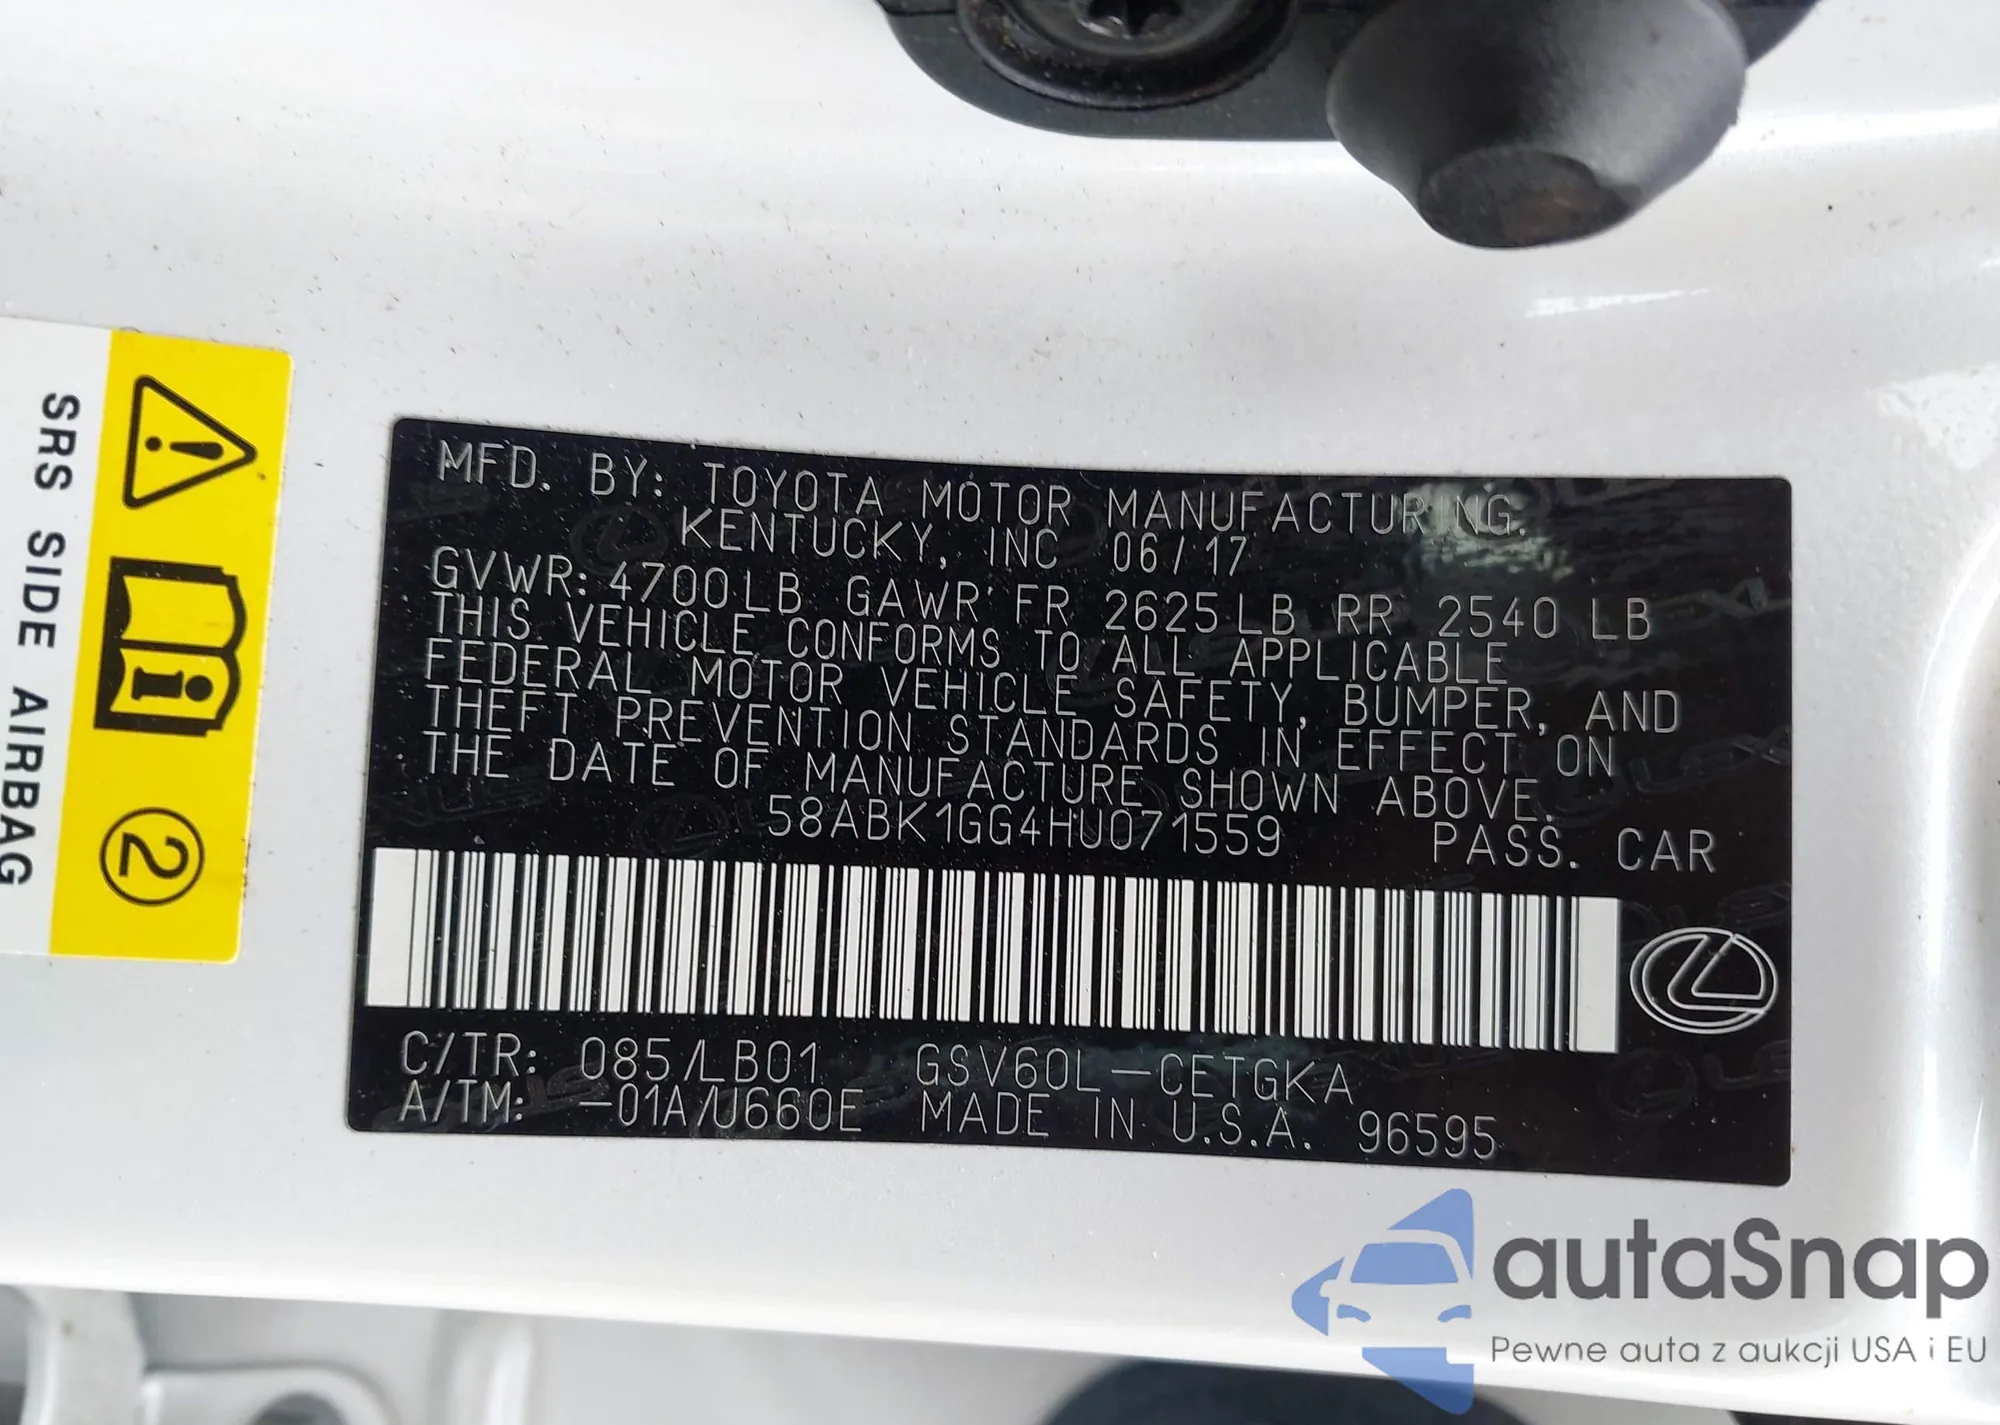 MFD. BY: TOYOTA MOTOR MANUFACTURING.
KENTUCKY, INC 06/17
GVWR: 4700LB GAWR FR 2625LB RR 2540 LB
THIS VEHICLE CONFORMS TO ALL APPLICABLE
FEDERAL MOTOR VEHICLE SAFETY, BUMPER, AND
THEFT PREVENTION STANDARDS IN EFFECT ON
THE DATE OF MANUFACTURE SHOWN ABOVE.
58ABK1GG4HU071559 PASS. CAR
C/TR: 085/LB01 GSV60L-CETGKA
A/TM: -01A/U660E MADE IN U.S.A. 96595
SRS SIDE AIRBAG
2
autaSnap
Pewne auta z aukcji USA i EU